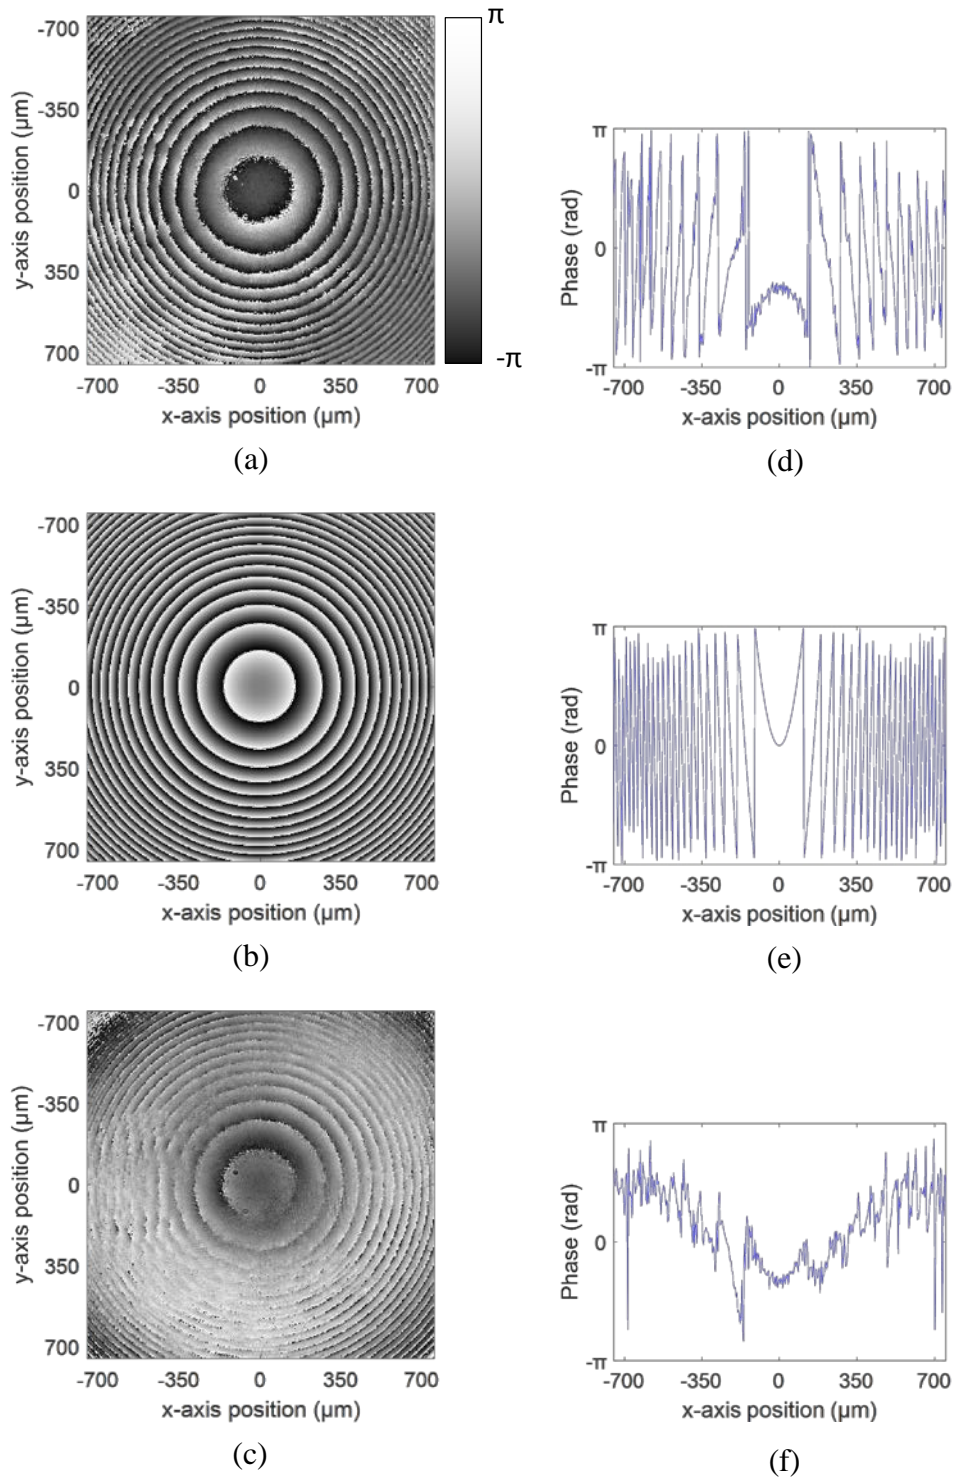 -700
-350
0
350
700
y-axis position (µm)
-700 -350 0 350 700
x-axis position (µm)
π
-π
(a)
π
0
-π
Phase (rad)
-700 -350 0 350 700
x-axis position (µm)
(d)
-700
-350
0
350
700
y-axis position (µm)
-700 -350 0 350 700
x-axis position (µm)
(b)
π
0
-π
Phase (rad)
-700 -350 0 350 700
x-axis position (µm)
(e)
-700
-350
0
350
700
y-axis position (µm)
-700 -350 0 350 700
x-axis position (µm)
(c)
π
0
-π
Phase (rad)
-700 -350 0 350 700
x-axis position (µm)
(f)